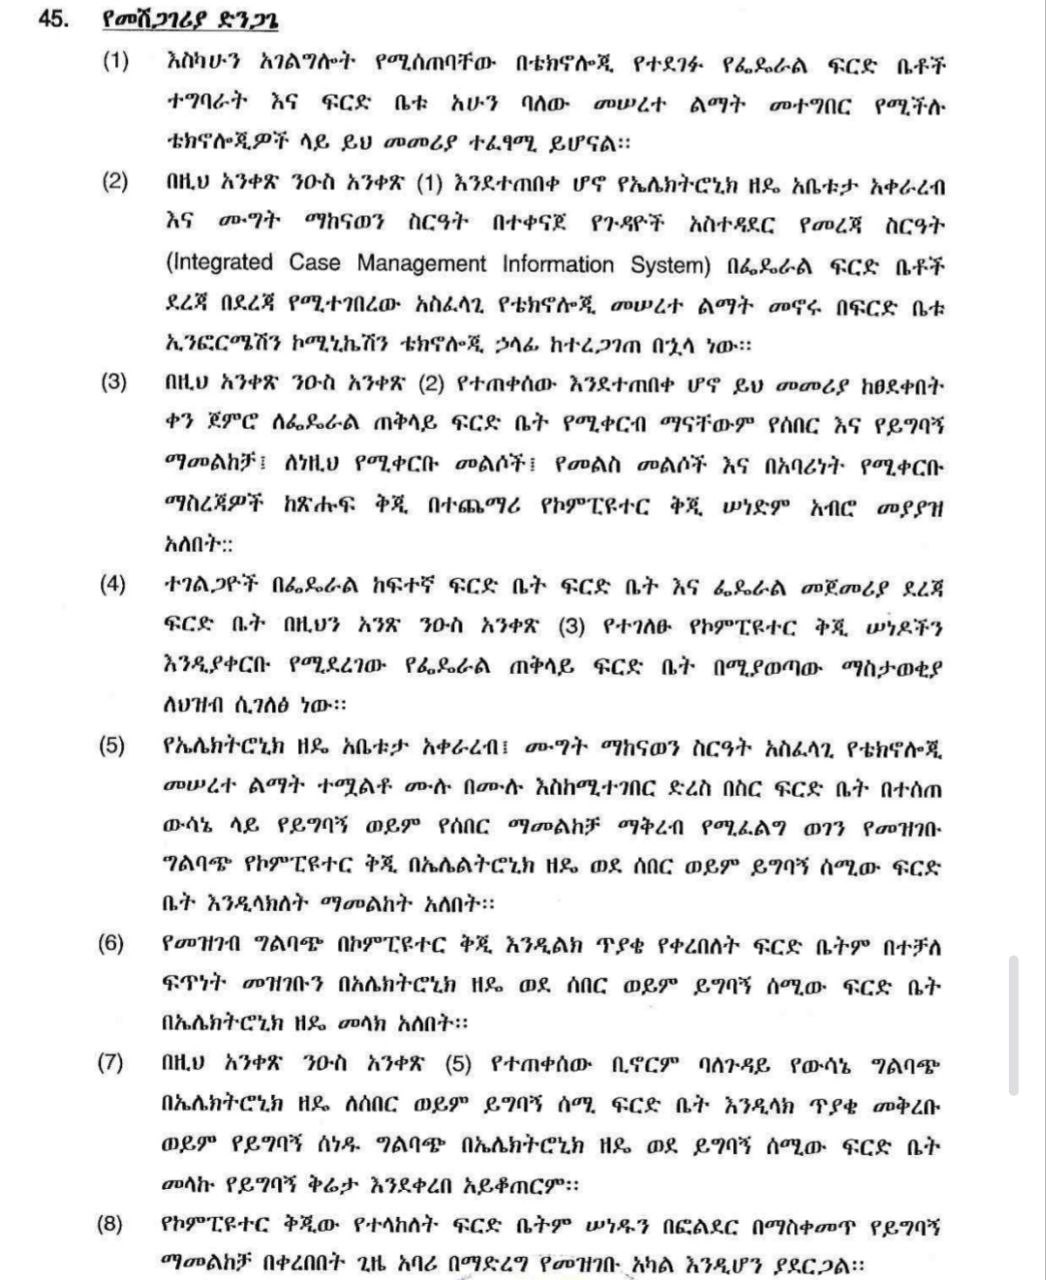 45. የመሸጋገሪያ ድንጋጌ
(1) እስካሁን አገልግሎት የሚሰጠባቸው በቴክኖሎጂ የተደገፉ የፌዴራል ፍርድ ቤቶች
ተግባራት እና ፍርድ ቤቱ አሁን ባለው መሠረተ ልማት መተግበር የሚችሉ
ቴክኖሎጂዎች ላይ ይህ መመሪያ ተፈፃሚ ይሆናል፡፡
(2) በዚህ አንቀጽ ንዑስ አንቀጽ (1) እንደተጠበቀ ሆኖ የኤሌክትሮኒክ ዘዴ አቤቱታ አቀራረብ
እና ሙግት ማከናወን ስርዓት በተቀናጀ የጉዳዮች አስተዳደር የመረጃ ስርዓት
(Integrated Case Management Information System) በፌዴራል ፍርድ ቤቶች
ደረጃ በደረጃ የሚተገበረው አስፈላጊ የቴክኖሎጂ መሠረተ ልማት መኖሩ በፍርድ ቤቱ
ኢንፎርሜሽን ኮሚኒኬሽን ቴክኖሎጂ ኃላፊ ከተረጋገጠ በኋላ ነው፡፡
(3) በዚህ አንቀጽ ንዑስ አንቀጽ (2) የተጠቀሰው እንደተጠበቀ ሆኖ ይህ መመሪያ ከፀደቀበት
ቀን ጀምሮ ለፌዴራል ጠቅላይ ፍርድ ቤት የሚቀርብ ማናቸውም የሰበር እና የይግባኝ
ማመልከቻ፤ ለነዚህ የሚቀርቡ መልሶች፤ የመልስ መልሶች እና በአባሪነት የሚቀርቡ
ማስረጃዎች ከጽሑፍ ቅጂ በተጨማሪ የኮምፒዩተር ቅጂ ሠነድም አብሮ መያያዝ
አለበት፡፡
(4) ተገልጋዮች በፌዴራል ከፍተኛ ፍርድ ቤት ፍርድ ቤት እና ፌዴራል መጀመሪያ ደረጃ
ፍርድ ቤት በዚህን አንጽ ንዑስ አንቀጽ (3) የተገለፁ የኮምፒዩተር ቅጂ ሠነዶችን
እንዲያቀርቡ የሚደረገው የፌዴራል ጠቅላይ ፍርድ ቤት በሚያወጣው ማስታወቂያ
ለህዝብ ሲገለፅ ነው፡፡
(5) የኤሌክትሮኒክ ዘዴ አቤቱታ አቀራረብ፤ ሙግት ማከናወን ስርዓት አስፈላጊ የቴክኖሎጂ
መሠረተ ልማት ተሟልቶ ሙሉ በሙሉ እስከሚተገበር ድረስ በስር ፍርድ ቤት በተሰጠ
ውሳኔ ላይ የይግባኝ ወይም የሰበር ማመልከቻ ማቅረብ የሚፈልግ ወገን የመዝገቡ
ግልባጭ የኮምፒዩተር ቅጂ በኤሌልትሮኒክ ዘዴ ወደ ሰበር ወይም ይግባኝ ሰሚው ፍርድ
ቤት እንዲላክለት ማመልከት አለበት፡፡
(6) የመዝገብ ግልባጭ በኮምፒዩተር ቅጂ እንዲልክ ጥያቄ የቀረበለት ፍርድ ቤትም በተቻለ
ፍጥነት መዝገቡን በአሌክትሮኒክ ዘዴ ወደ ሰበር ወይም ይግባኝ ሰሚው ፍርድ ቤት
በኤሌክትሮኒክ ዘዴ መላክ አለበት፡፡
(7) በዚህ አንቀጽ ንዑስ አንቀጽ (5) የተጠቀሰው ቢኖርም ባለጉዳይ የውሳኔ ግልባጭ
በኤሌክትሮኒክ ዘዴ ለሰበር ወይም ይግባኝ ሰሚ ፍርድ ቤት እንዲላክ ጥያቄ መቅረቡ
ወይም የይግባኝ ሰነዱ ግልባጭ በኤሌክትሮኒክ ዘዴ ወደ ይግባኝ ሰሚው ፍርድ ቤት
መላኩ የይግባኝ ቅሬታ እንደቀረበ አይቆጠርም፡፡
(8) የኮምፒዩተር ቅጂው የተላከለት ፍርድ ቤትም ሠነዱን በፎልደር በማስቀመጥ የይግባኝ
ማመልከቻ በቀረበበት ጊዜ አባሪ በማድረግ የመዝገቡ አካል እንዲሆን ያደርጋል፡፡